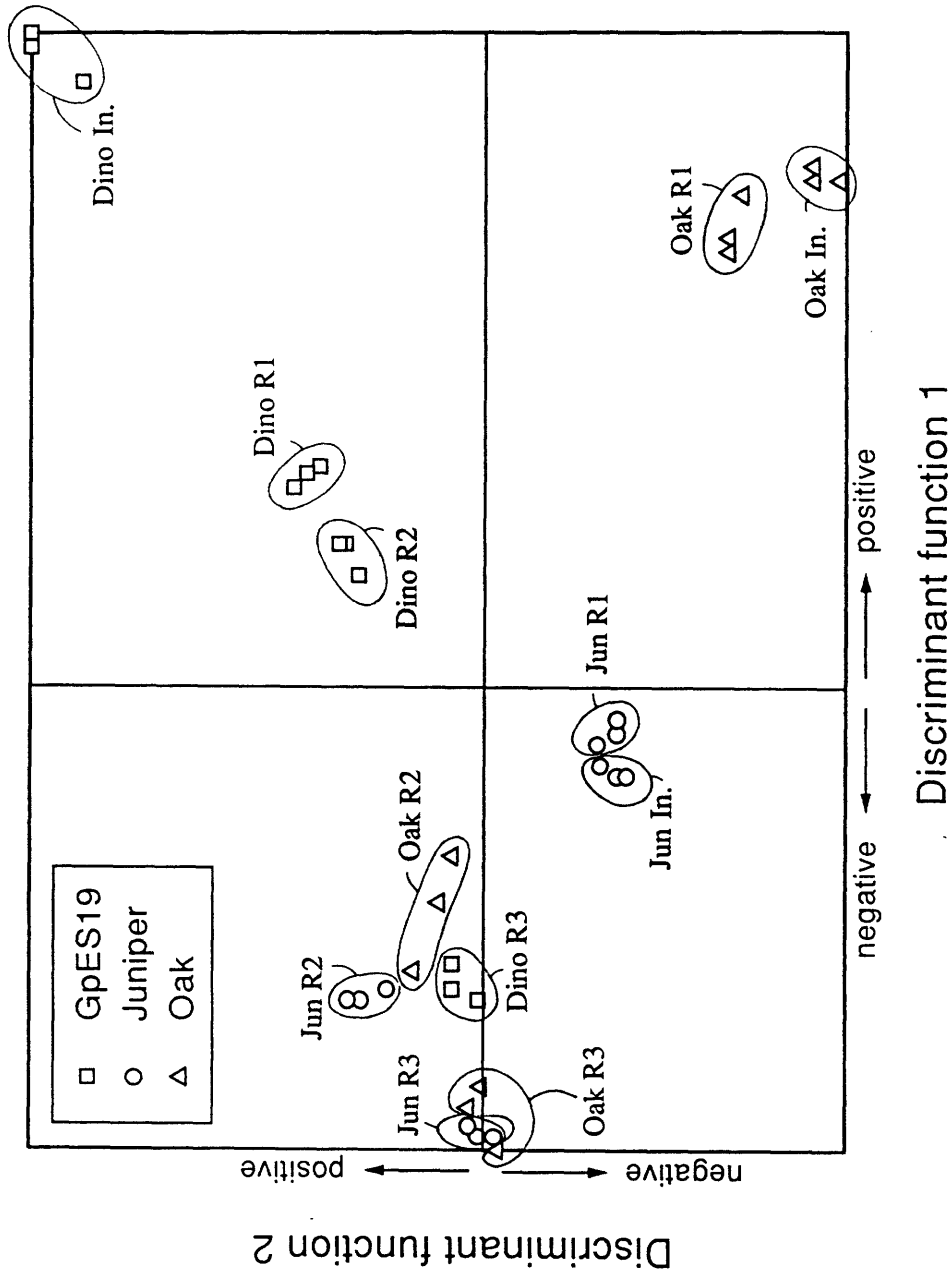 Dino In.
Dino R1
Dino R2
Oak R1
Oak In.
GpES19
Juniper
Oak
Jun R2
Oak R2
Jun R3
Dino R3
Oak R3
Jun R1
Jun In.
positive
negative
Discriminant function 2
negative
positive
Discriminant function 1